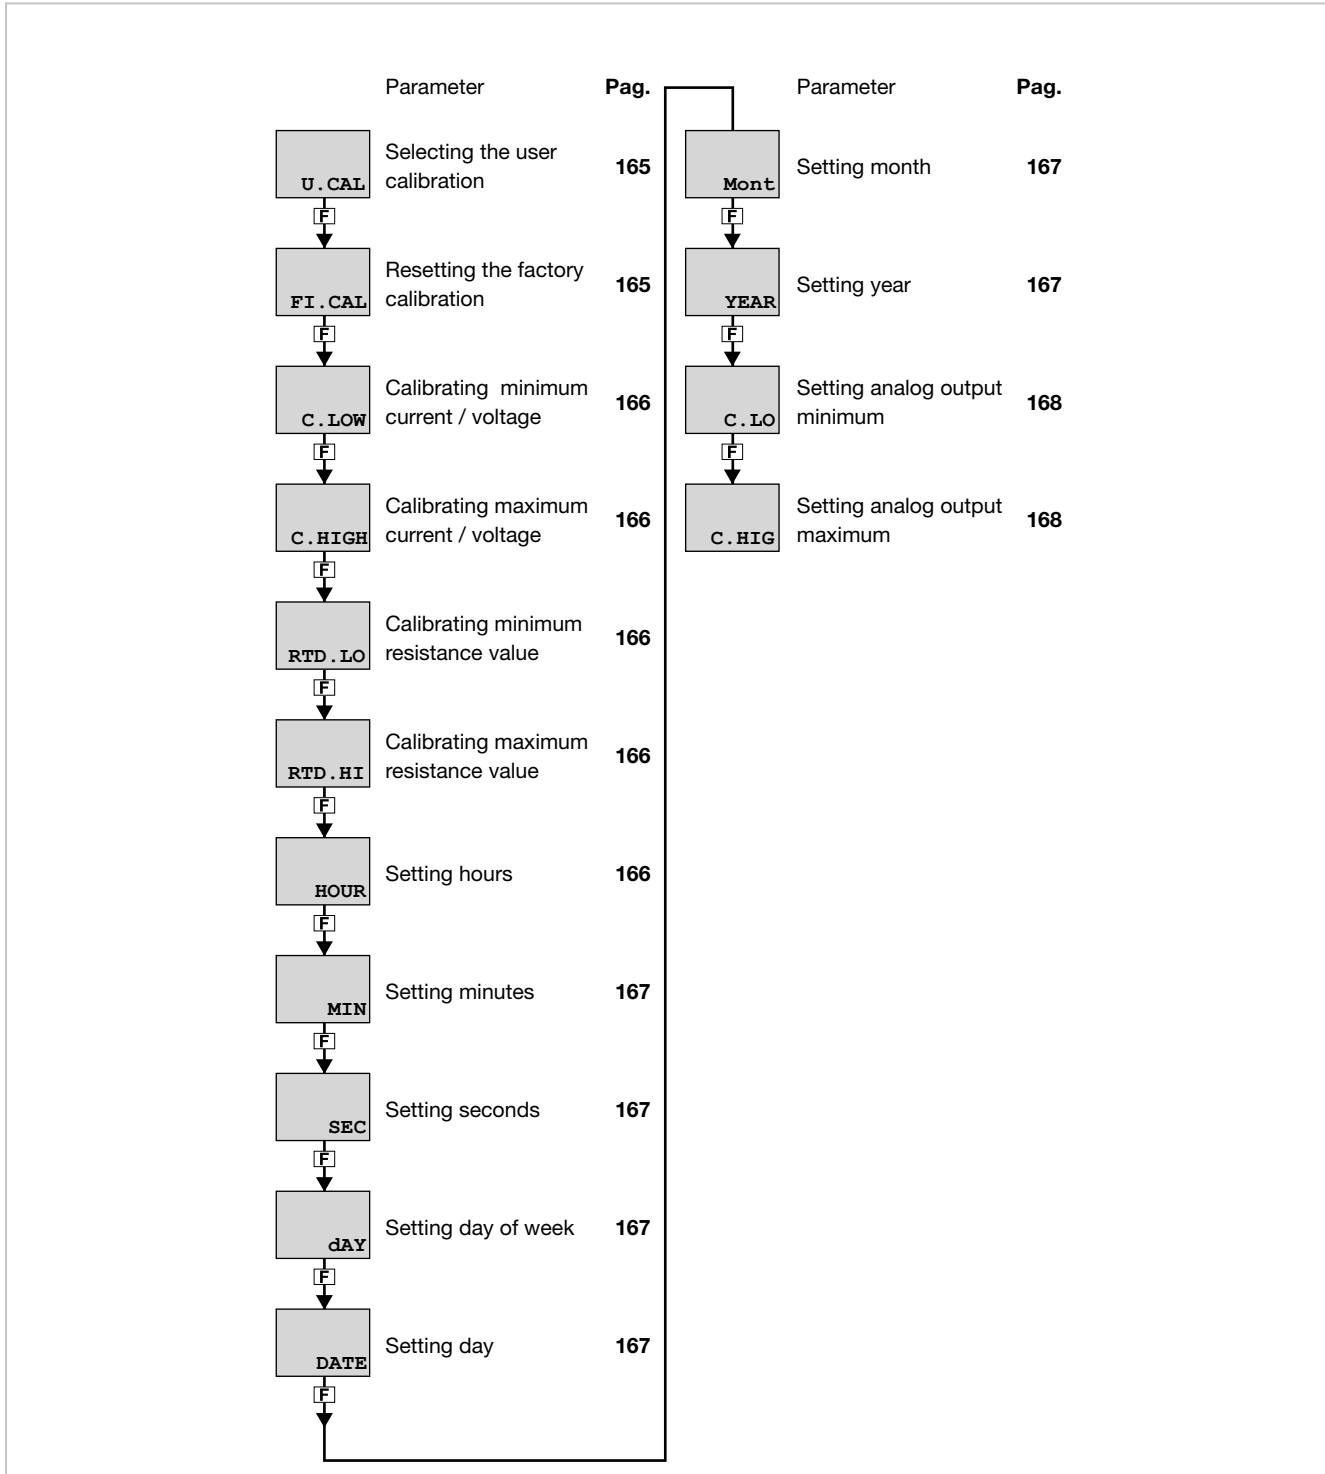 Parameter Pag.
U.CAL Selecting the user calibration 165
F
FI.CAL Resetting the factory calibration 165
F
C.LOW Calibrating minimum current / voltage 166
F
C.HIGH Calibrating maximum current / voltage 166
F
RTD.LO Calibrating minimum resistance value 166
F
RTD.HI Calibrating maximum resistance value 166
F
HOUR Setting hours 166
F
MIN Setting minutes 167
F
SEC Setting seconds 167
F
dAY Setting day of week 167
F
DATE Setting day 167
F
Parameter Pag.
Mont Setting month 167
F
YEAR Setting year 167
F
C.LO Setting analog output minimum 168
F
C.HIG Setting analog output maximum 168